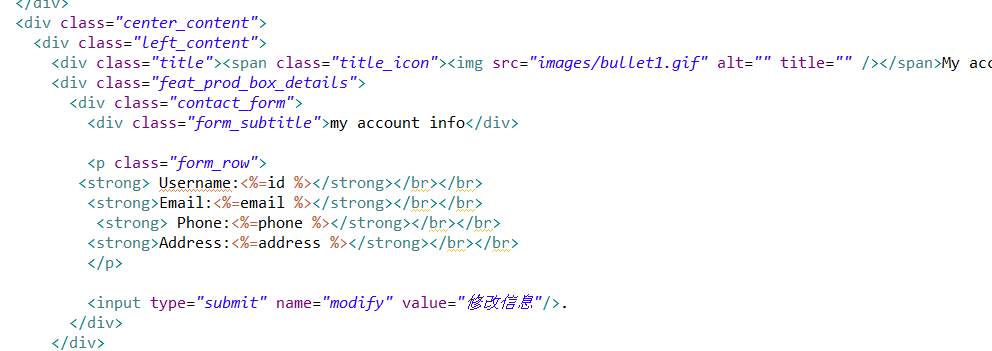 </div>
<div class="center_content">
<div class="left_content">
<div class="title"><span class="title_icon"><img src="images/bullet1.gif" alt="" title="" /></span>My acc
<div class="feat_prod_box_details">
<div class="contact_form">
<div class="form_subtitle">my account info</div>
<p class="form_row">
<strong> Username:<%=id %></strong></br></br>
<strong>Email:<%=email %></strong></br></br>
<strong> Phone:<%=phone %></strong></br></br>
<strong>Address:<%=address %></strong></br></br>
</p>
<input type="submit" name="modify" value="修改信息"/>.
</div>
</div>